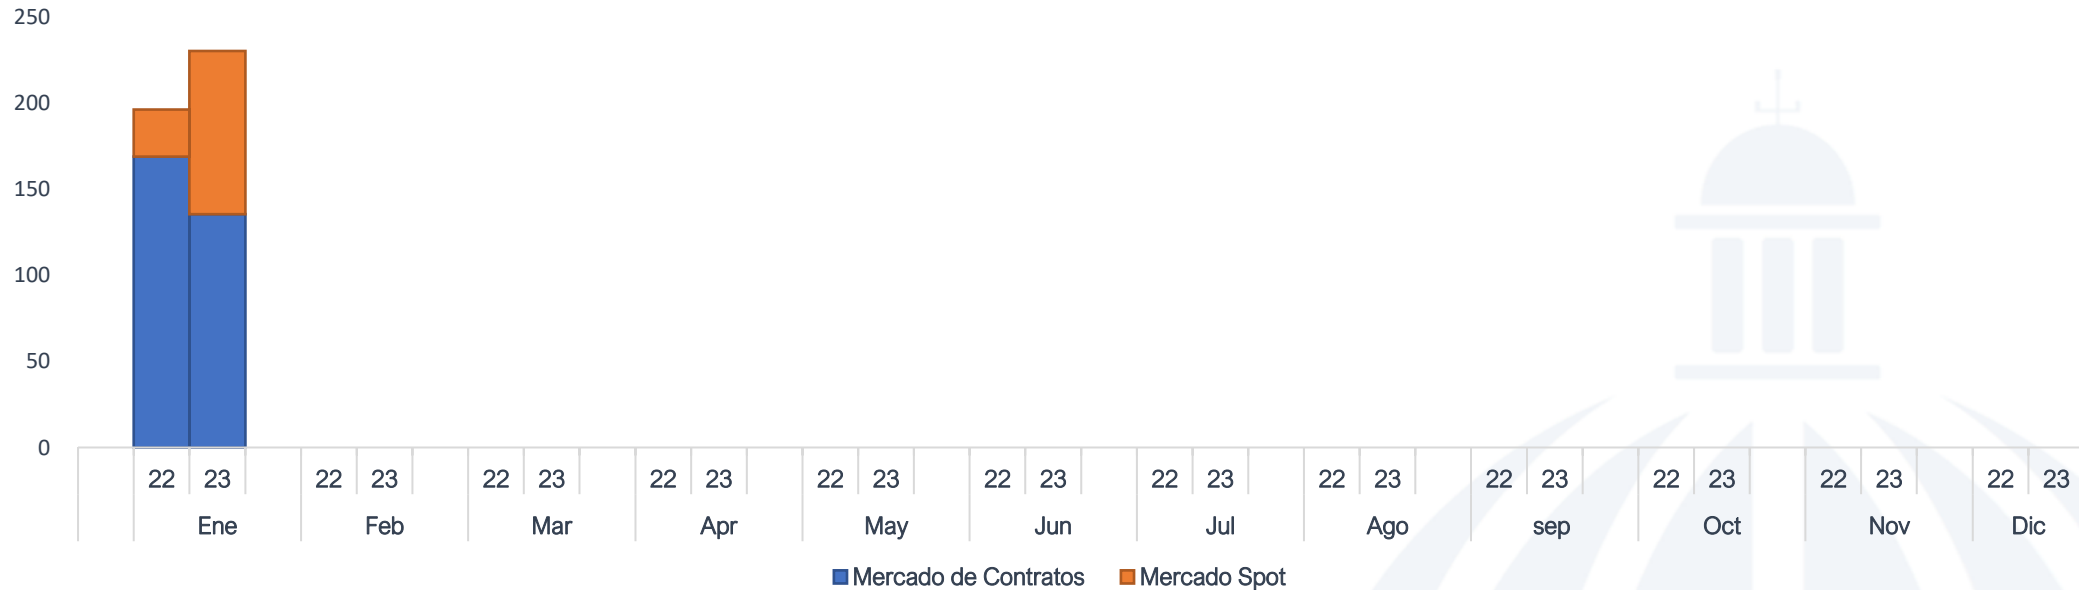 250
200
150
100
50
0
22 23 22 23 22 23 22 23 22 23 22 23 22 23 22 23 22 23 22 23 22 23 22 23
Ene Feb Mar Apr May Jun Jul Ago sep Oct Nov Dic
Mercado de Contratos Mercado Spot